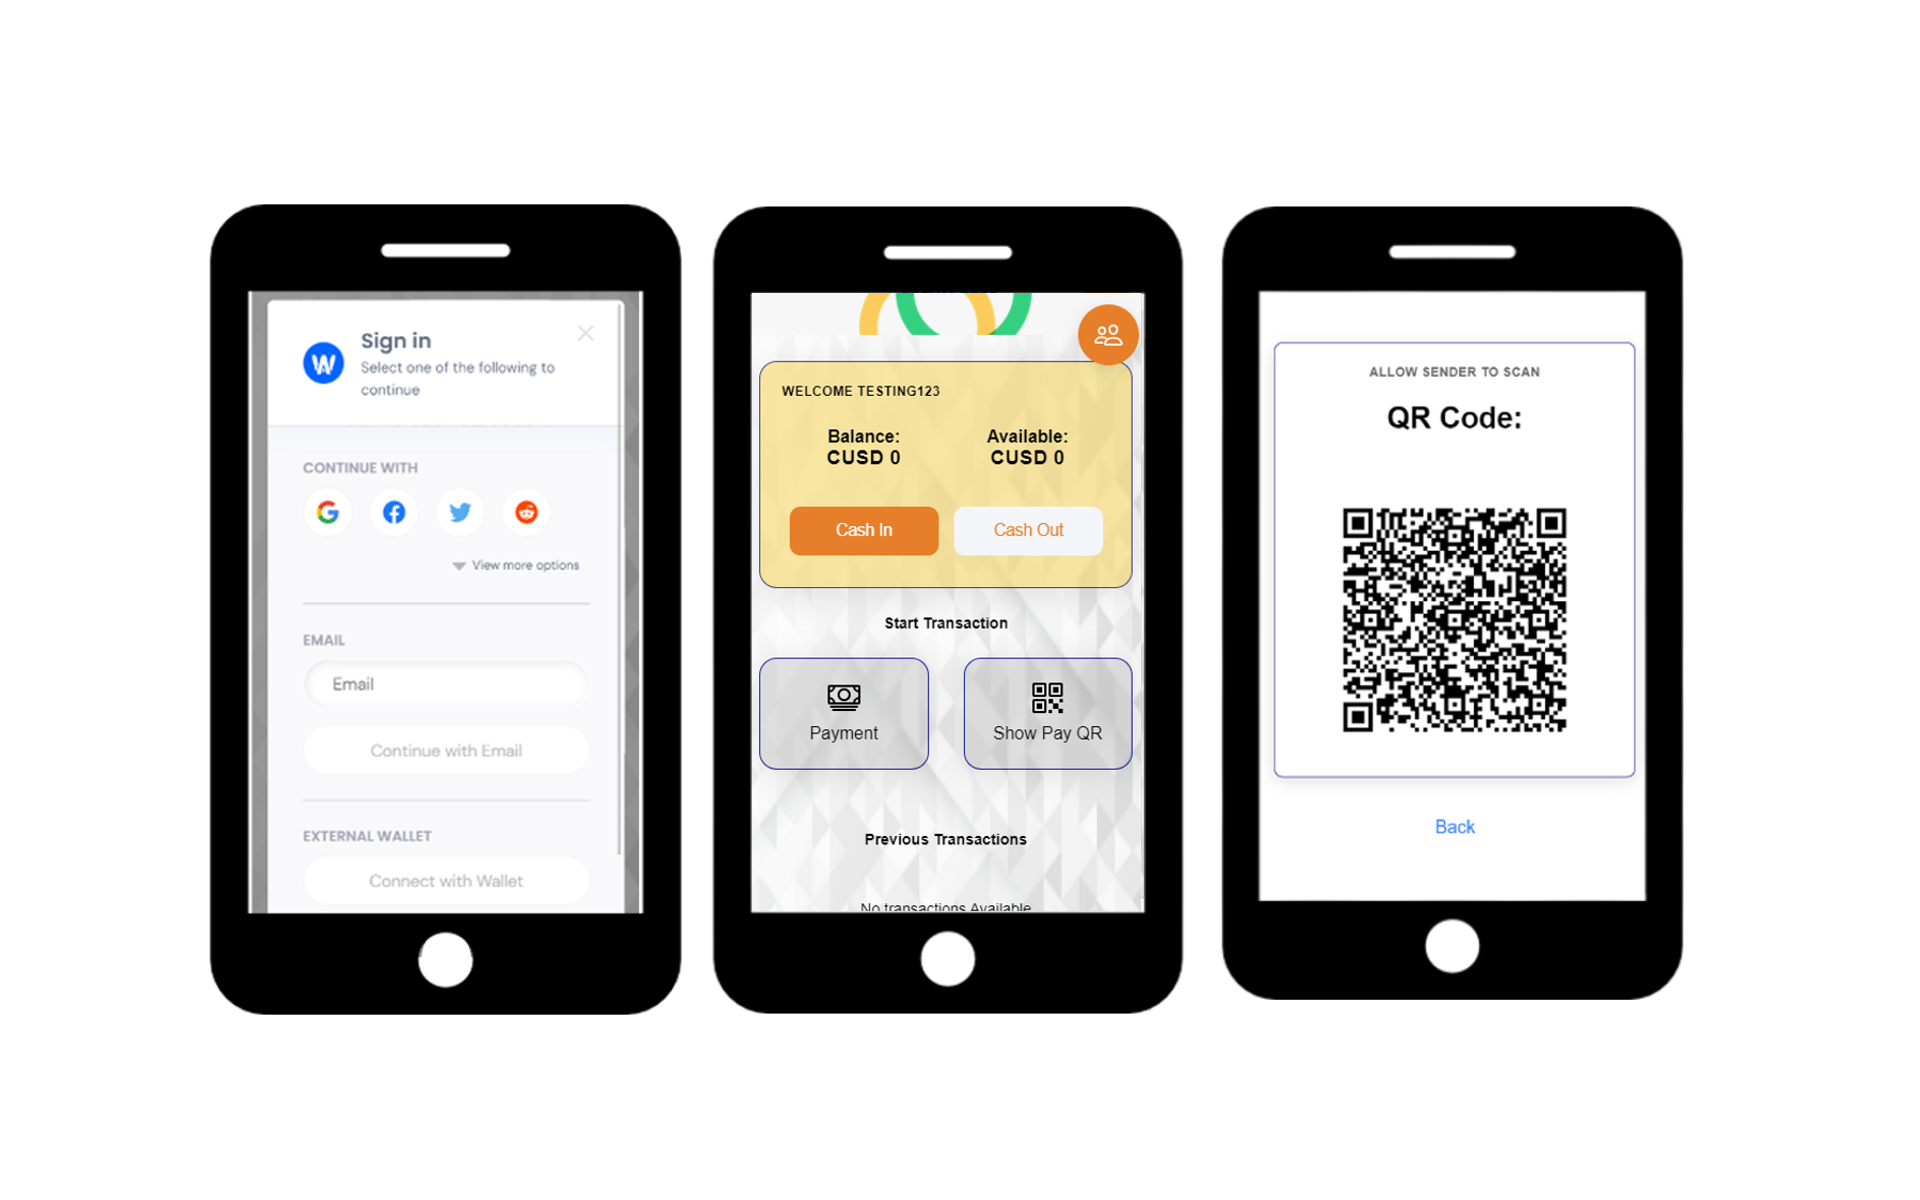 W
Sign in
Select one of the following to
continue
CONTINUE WITH
G
View more options
EMAIL
Email
Continue with Email
EXTERNAL WALLET
Connect with Wallet
WELCOME TESTING123
Balance:
CUSD 0
Available:
CUSD 0
Cash In
Cash Out
Start Transaction
Payment
Show Pay QR
Previous Transactions
No transactions Available
ALLOW SENDER TO SCAN
QR Code:
Back